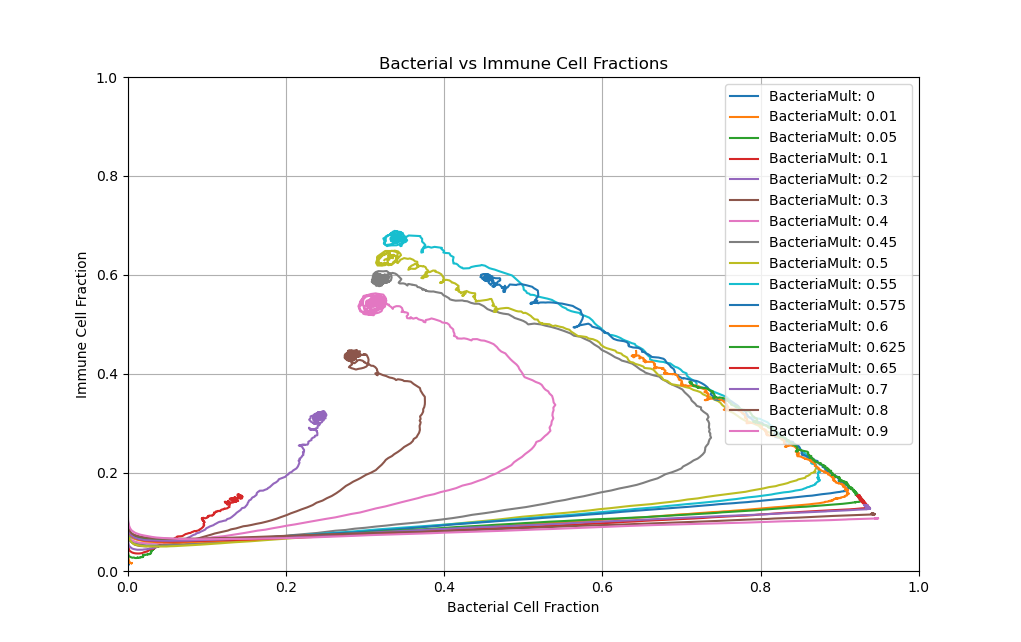 Bacterial vs Immune Cell Fractions
1.0
0.8
0.6
0.4
0.2
0.0
Immune Cell Fraction
BacteriaMult: 0
BacteriaMult: 0.01
BacteriaMult: 0.05
BacteriaMult: 0.1
BacteriaMult: 0.2
BacteriaMult: 0.3
BacteriaMult: 0.4
BacteriaMult: 0.45
BacteriaMult: 0.5
BacteriaMult: 0.55
BacteriaMult: 0.575
BacteriaMult: 0.6
BacteriaMult: 0.625
BacteriaMult: 0.65
BacteriaMult: 0.7
BacteriaMult: 0.8
BacteriaMult: 0.9
0.0 0.2 0.4 0.6 0.8 1.0
Bacterial Cell Fraction